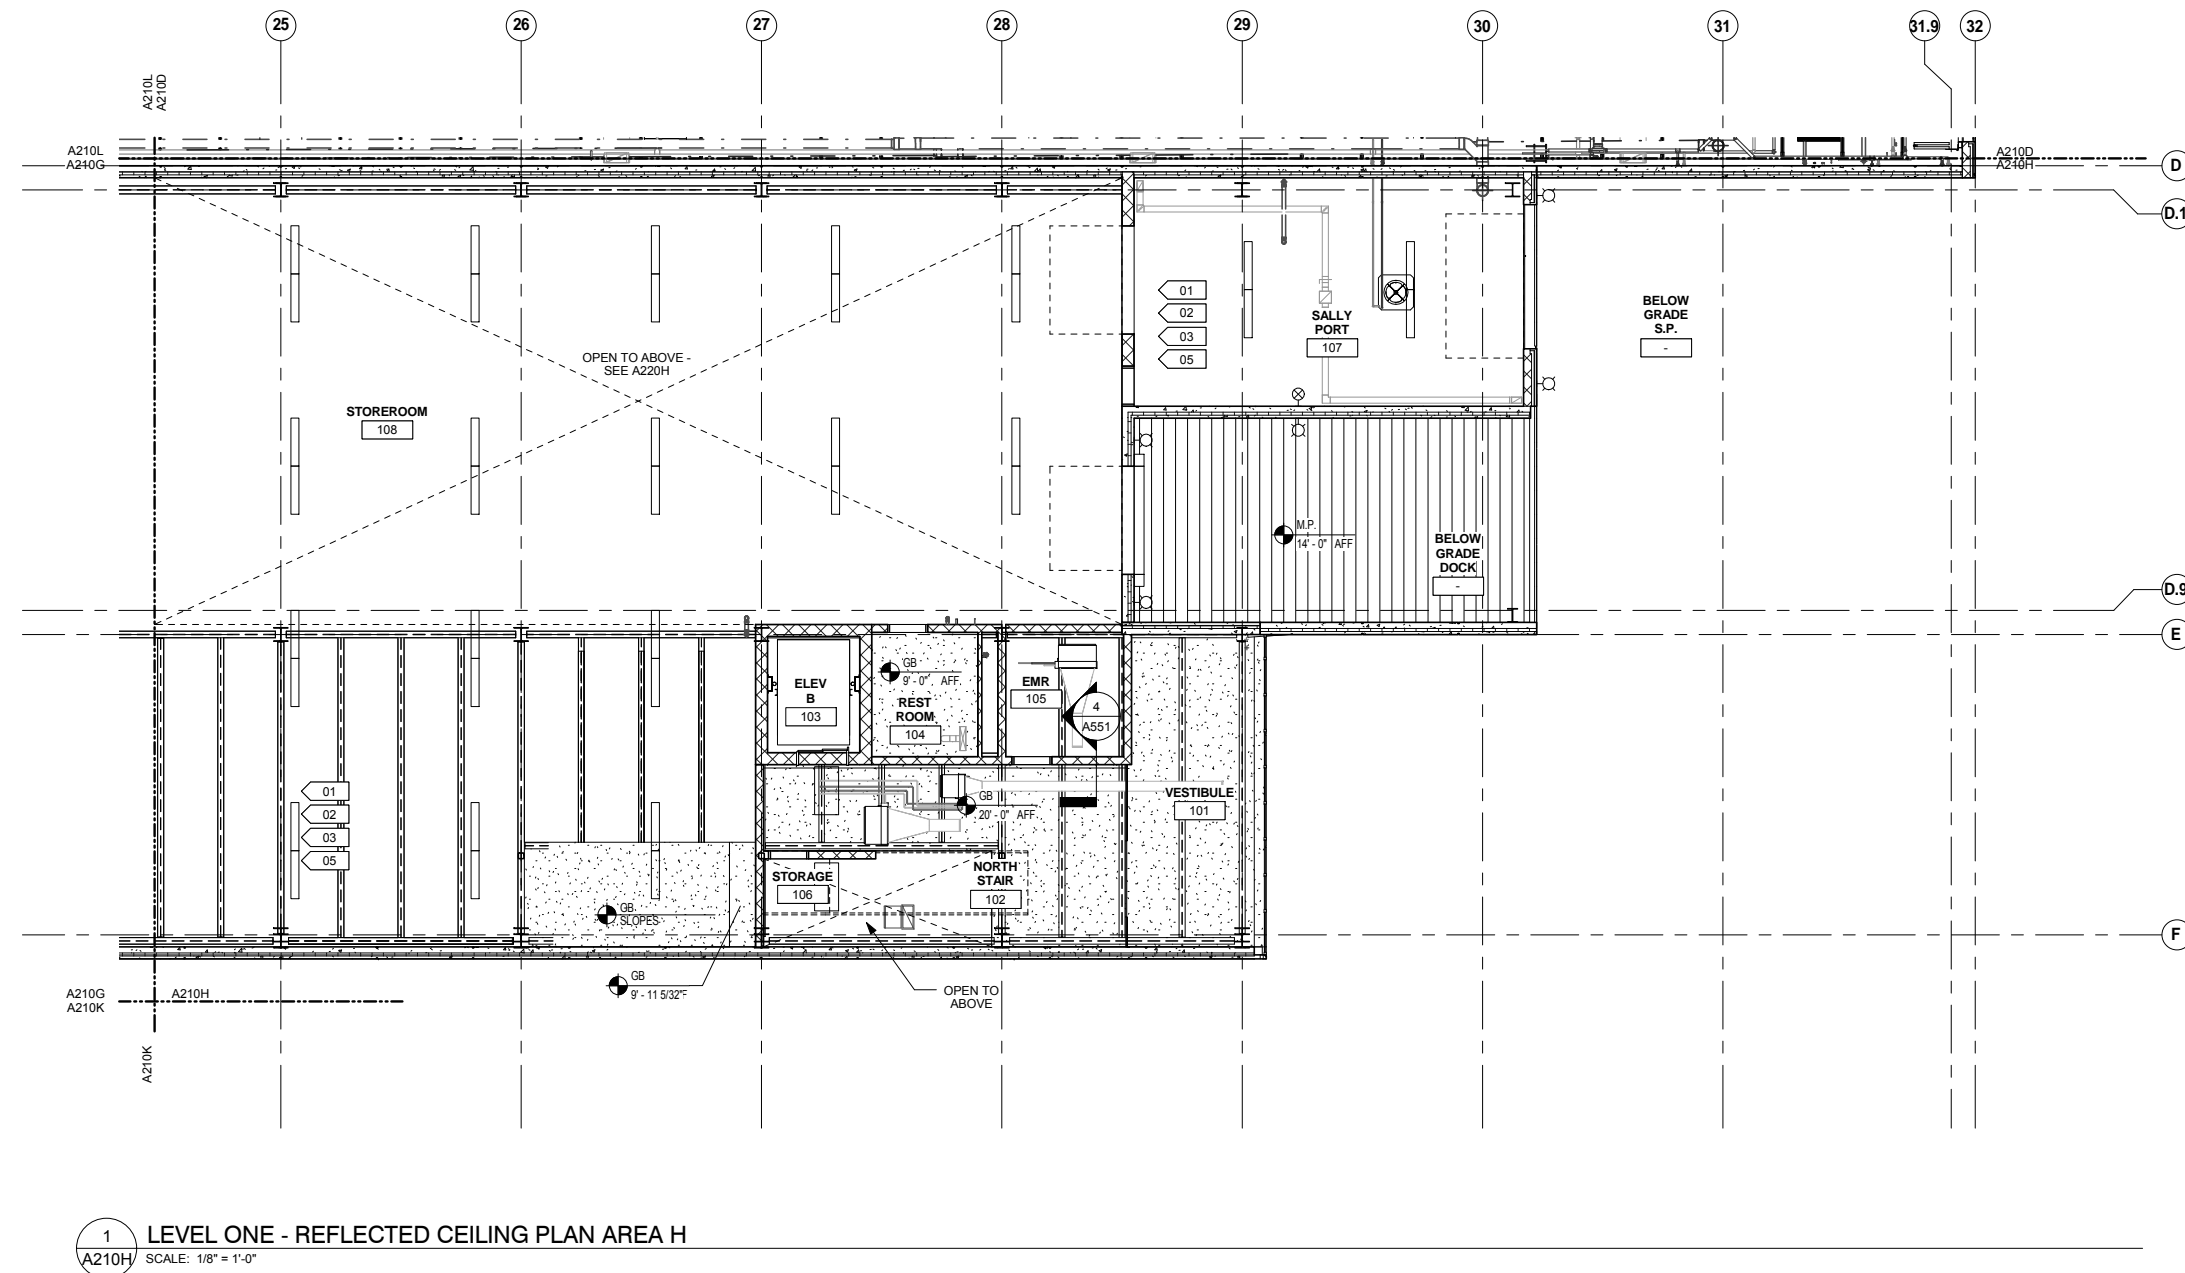 25
26
27
28
29
30
31
31.9
32
A210L
A210D
A210L
A210G
A210D
A210H
D
D.1
01
02
03
05
SALLY
PORT
107
BELOW
GRADE
S.P.
-
OPEN TO ABOVE -
SEE A220H
STOREROOM
108
M.P.
14' - 0" AFF
BELOW
GRADE
DOCK
-
D.9
E
GB
9' - 0" AFF
ELEV
B
103
REST
ROOM
104
EMR
105
4
A551
01
02
03
05
GB
20' - 0" AFF
VESTIBULE
101
STORAGE
106
NORTH
STAIR
102
GB
SLOPES
F
GB
9' - 11 5/32"F
OPEN TO
ABOVE
A210G
A210K
A210H
A210K
1
A210H
LEVEL ONE - REFLECTED CEILING PLAN AREA H
SCALE: 1/8" = 1'-0"